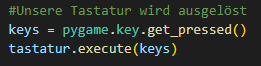 #Unsere Tastatur wird ausgelöst
keys = pygame.key.get_pressed()
tastatur.execute(keys)